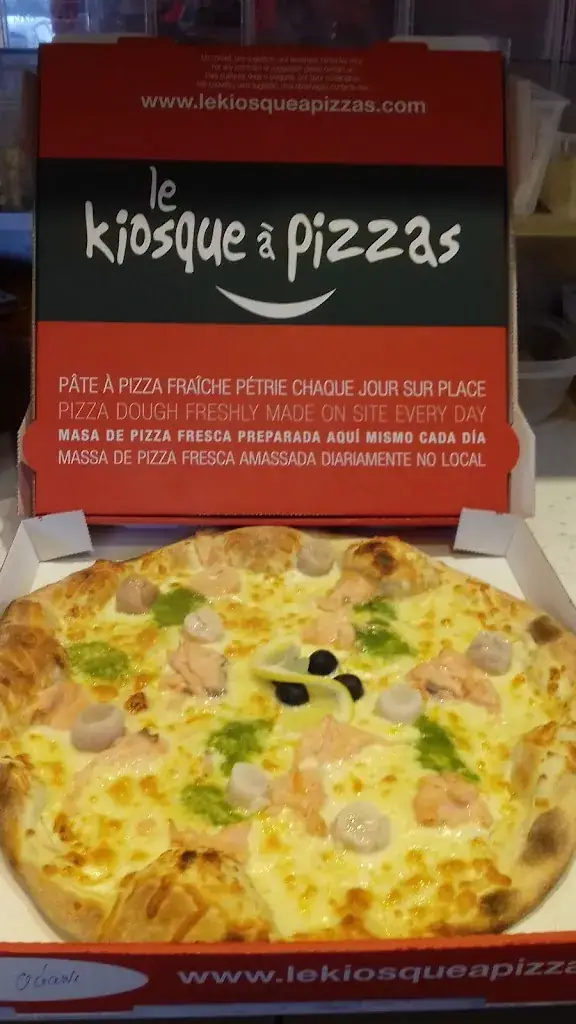 www.lekiosqueapizzas.com
le
kiosque à pizzas
PÂTE À PIZZA FRAÎCHE PÉTRIE CHAQUE JOUR SUR PLACE
PIZZA DOUGH FRESHLY MADE ON SITE EVERY DAY
MASA DE PIZZA FRESCA PREPARADA AQUÍ MISMO CADA DÍA
MASSA DE PIZZA FRESCA AMASSADA DIARIAMENTE NO LOCAL
www.lekiosqueapizza